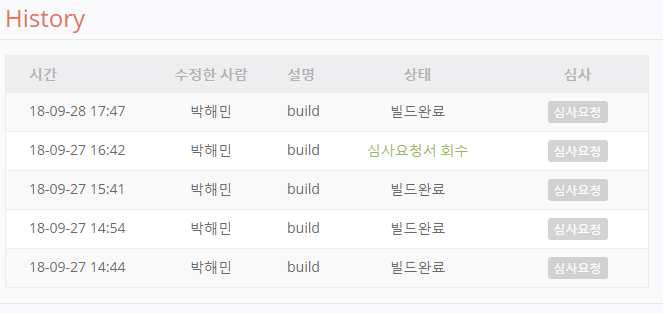 History
시간 수정한 사람 설명 상태 심사
18-09-28 17:47 박해민 build 빌드완료 심사요청
18-09-27 16:42 박해민 build 심사요청서 회수 심사요청
18-09-27 15:41 박해민 build 빌드완료 심사요청
18-09-27 14:54 박해민 build 빌드완료 심사요청
18-09-27 14:44 박해민 build 빌드완료 심사요청